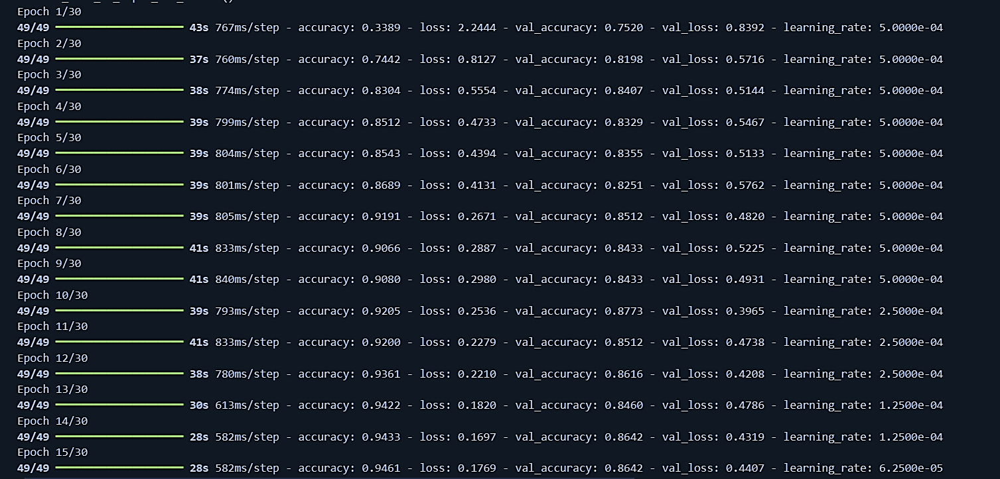 Epoch 1/30
49/49 ━━━━━━━━━━━━━━━━━━━━ 43s 767ms/step - accuracy: 0.3389 - loss: 2.2444 - val_accuracy: 0.7520 - val_loss: 0.8392 - learning_rate: 5.0000e-04
Epoch 2/30
49/49 ━━━━━━━━━━━━━━━━━━━━ 37s 760ms/step - accuracy: 0.7442 - loss: 0.8127 - val_accuracy: 0.8198 - val_loss: 0.5716 - learning_rate: 5.0000e-04
Epoch 3/30
49/49 ━━━━━━━━━━━━━━━━━━━━ 38s 774ms/step - accuracy: 0.8304 - loss: 0.5554 - val_accuracy: 0.8407 - val_loss: 0.5144 - learning_rate: 5.0000e-04
Epoch 4/30
49/49 ━━━━━━━━━━━━━━━━━━━━ 39s 799ms/step - accuracy: 0.8512 - loss: 0.4733 - val_accuracy: 0.8329 - val_loss: 0.5467 - learning_rate: 5.0000e-04
Epoch 5/30
49/49 ━━━━━━━━━━━━━━━━━━━━ 39s 804ms/step - accuracy: 0.8543 - loss: 0.4394 - val_accuracy: 0.8355 - val_loss: 0.5133 - learning_rate: 5.0000e-04
Epoch 6/30
49/49 ━━━━━━━━━━━━━━━━━━━━ 39s 801ms/step - accuracy: 0.8689 - loss: 0.4131 - val_accuracy: 0.8251 - val_loss: 0.5762 - learning_rate: 5.0000e-04
Epoch 7/30
49/49 ━━━━━━━━━━━━━━━━━━━━ 39s 805ms/step - accuracy: 0.9191 - loss: 0.2671 - val_accuracy: 0.8512 - val_loss: 0.4820 - learning_rate: 5.0000e-04
Epoch 8/30
49/49 ━━━━━━━━━━━━━━━━━━━━ 41s 833ms/step - accuracy: 0.9066 - loss: 0.2887 - val_accuracy: 0.8433 - val_loss: 0.5225 - learning_rate: 5.0000e-04
Epoch 9/30
49/49 ━━━━━━━━━━━━━━━━━━━━ 41s 840ms/step - accuracy: 0.9080 - loss: 0.2980 - val_accuracy: 0.8433 - val_loss: 0.4931 - learning_rate: 5.0000e-04
Epoch 10/30
49/49 ━━━━━━━━━━━━━━━━━━━━ 39s 793ms/step - accuracy: 0.9205 - loss: 0.2536 - val_accuracy: 0.8773 - val_loss: 0.3965 - learning_rate: 2.5000e-04
Epoch 11/30
49/49 ━━━━━━━━━━━━━━━━━━━━ 41s 833ms/step - accuracy: 0.9200 - loss: 0.2279 - val_accuracy: 0.8512 - val_loss: 0.4738 - learning_rate: 2.5000e-04
Epoch 12/30
49/49 ━━━━━━━━━━━━━━━━━━━━ 38s 780ms/step - accuracy: 0.9361 - loss: 0.2210 - val_accuracy: 0.8616 - val_loss: 0.4208 - learning_rate: 2.5000e-04
Epoch 13/30
49/49 ━━━━━━━━━━━━━━━━━━━━ 30s 613ms/step - accuracy: 0.9422 - loss: 0.1820 - val_accuracy: 0.8460 - val_loss: 0.4786 - learning_rate: 1.2500e-04
Epoch 14/30
49/49 ━━━━━━━━━━━━━━━━━━━━ 28s 582ms/step - accuracy: 0.9433 - loss: 0.1697 - val_accuracy: 0.8642 - val_loss: 0.4319 - learning_rate: 1.2500e-04
Epoch 15/30
49/49 ━━━━━━━━━━━━━━━━━━━━ 28s 582ms/step - accuracy: 0.9461 - loss: 0.1769 - val_accuracy: 0.8642 - val_loss: 0.4407 - learning_rate: 6.2500e-05